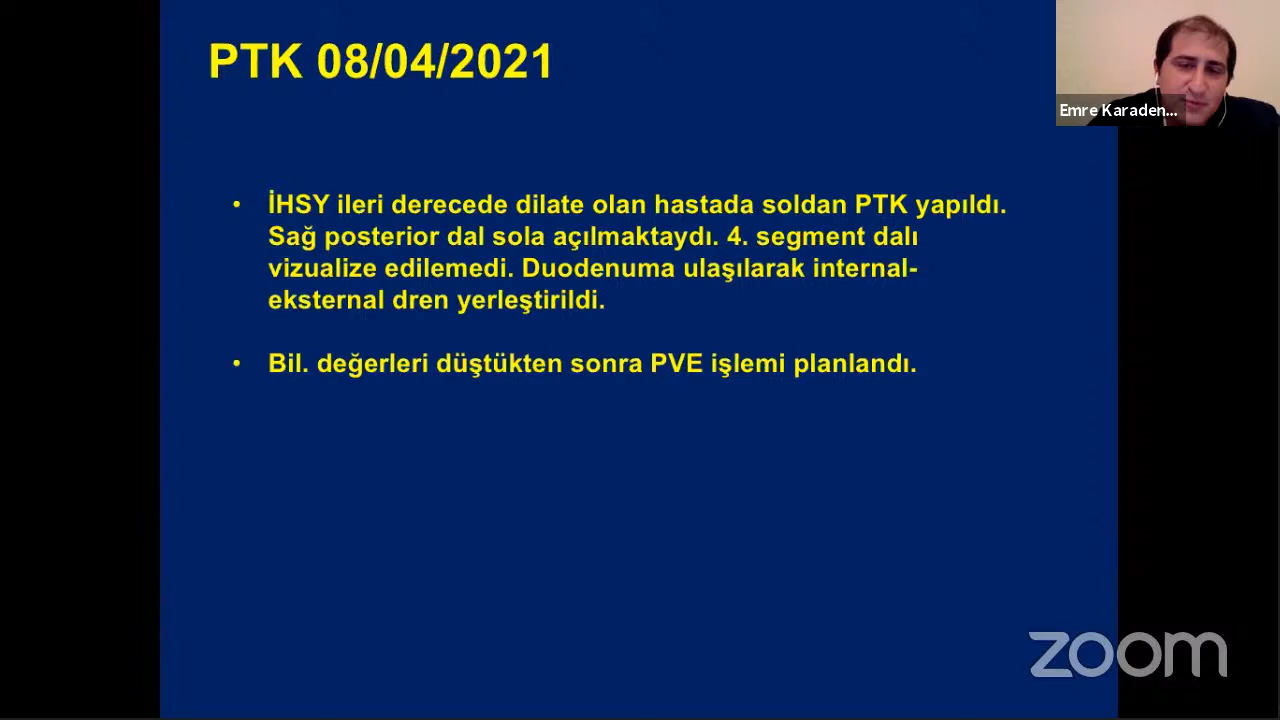 PTK 08/04/2021
Emre Karaden...
• İHSY ileri derecede dilate olan hastada soldan PTK yapıldı.
Sağ posterior dal sola açılmaktaydı. 4. segment dalı
vizualize edilemedi. Duodenuma ulaşılarak internal-
eksternal dren yerleştirildi.
• Bil. değerleri düştükten sonra PVE işlemi planlandı.
zoom